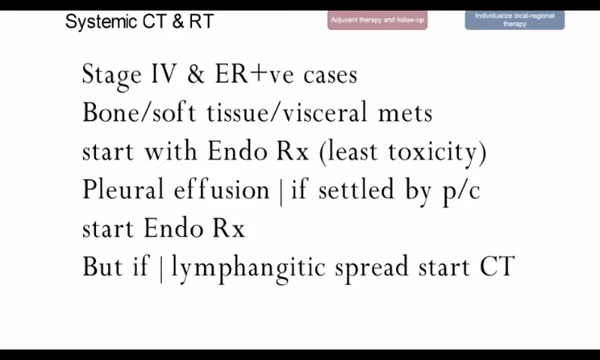 Systemic CT & RT
Adjuvant therapy and follow-up
Individualize local-regional
therapy
Stage IV & ER+ve cases
Bone/soft tissue/visceral mets
start with Endo Rx (least toxicity)
Pleural effusion | if settled by p/c
start Endo Rx
But if | lymphangitic spread start CT